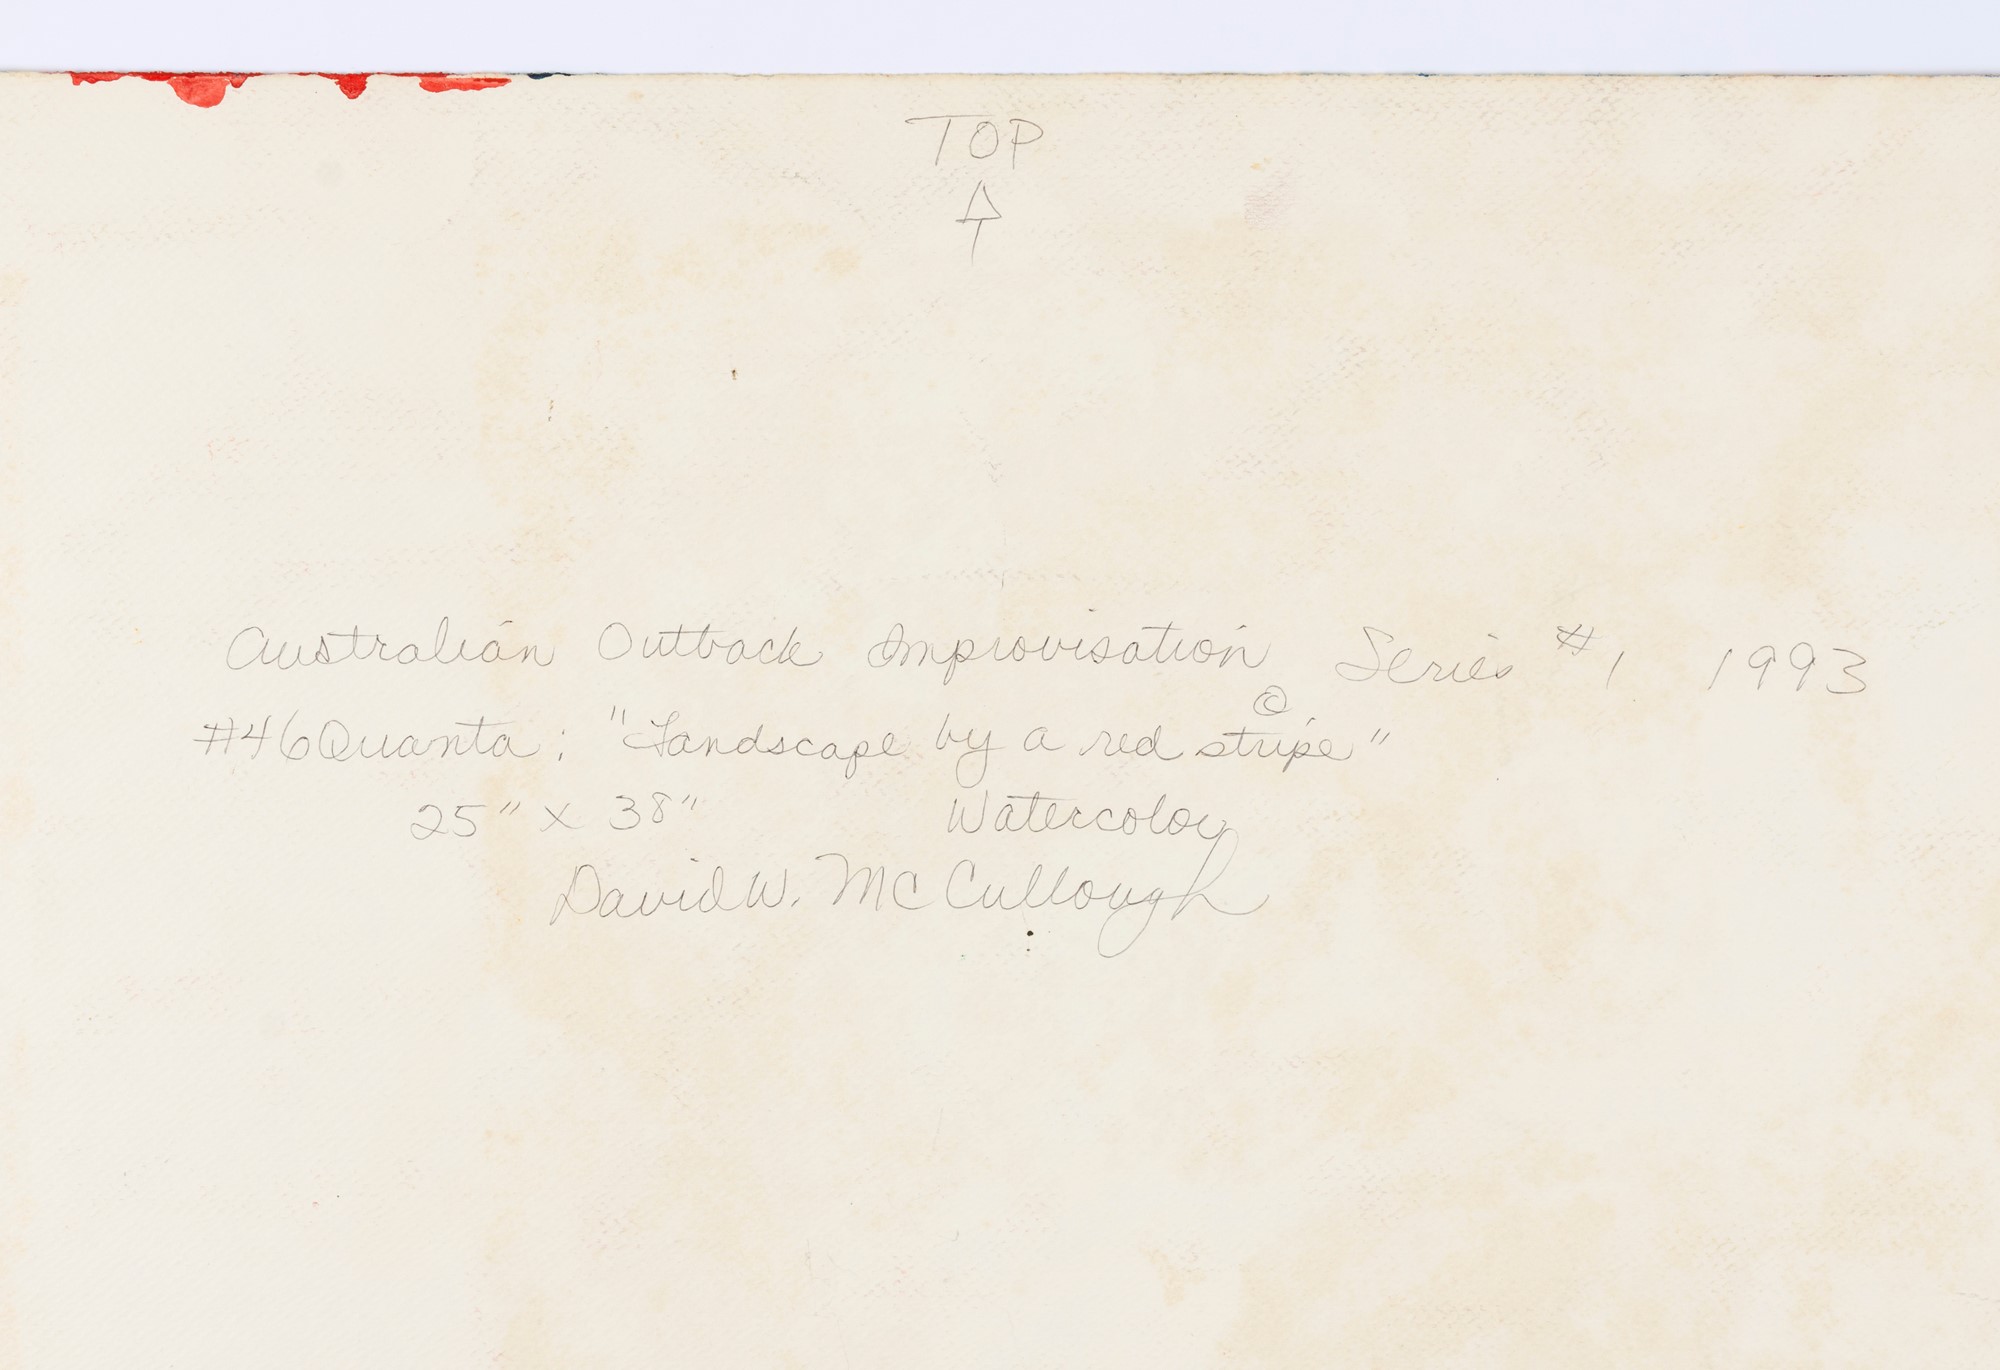 TOP
Australian Outback Improvisation Series #1 1993
©
#46 Quanta: "Landscape by a red stripe"
25" x 38" Watercolor
David W. McCullough